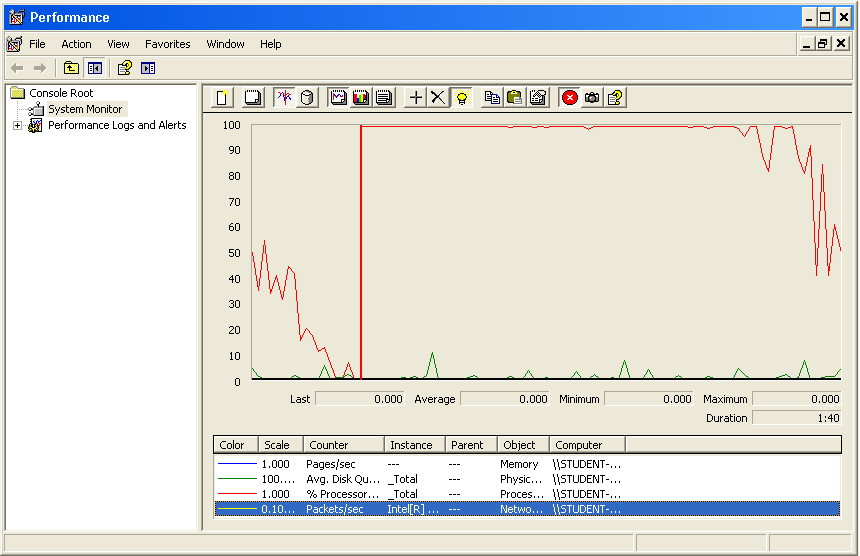 Performance
File Action View Favorites Window Help
Console Root
System Monitor
Performance Logs and Alerts
100
90
80
70
60
50
40
30
20
10
0
Last 0.000 Average 0.000 Minimum 0.000 Maximum 0.000
Duration 1:40
Color Scale Counter Instance Parent Object Computer
1.000 Pages/sec --- --- Memory \\STUDENT-...
100.... Avg. Disk Qu... _Total --- Physic... \\STUDENT-...
1.000 % Processor... _Total --- Proces... \\STUDENT-...
0.10... Packets/sec Intel[R] ... --- Netwo... \\STUDENT-...